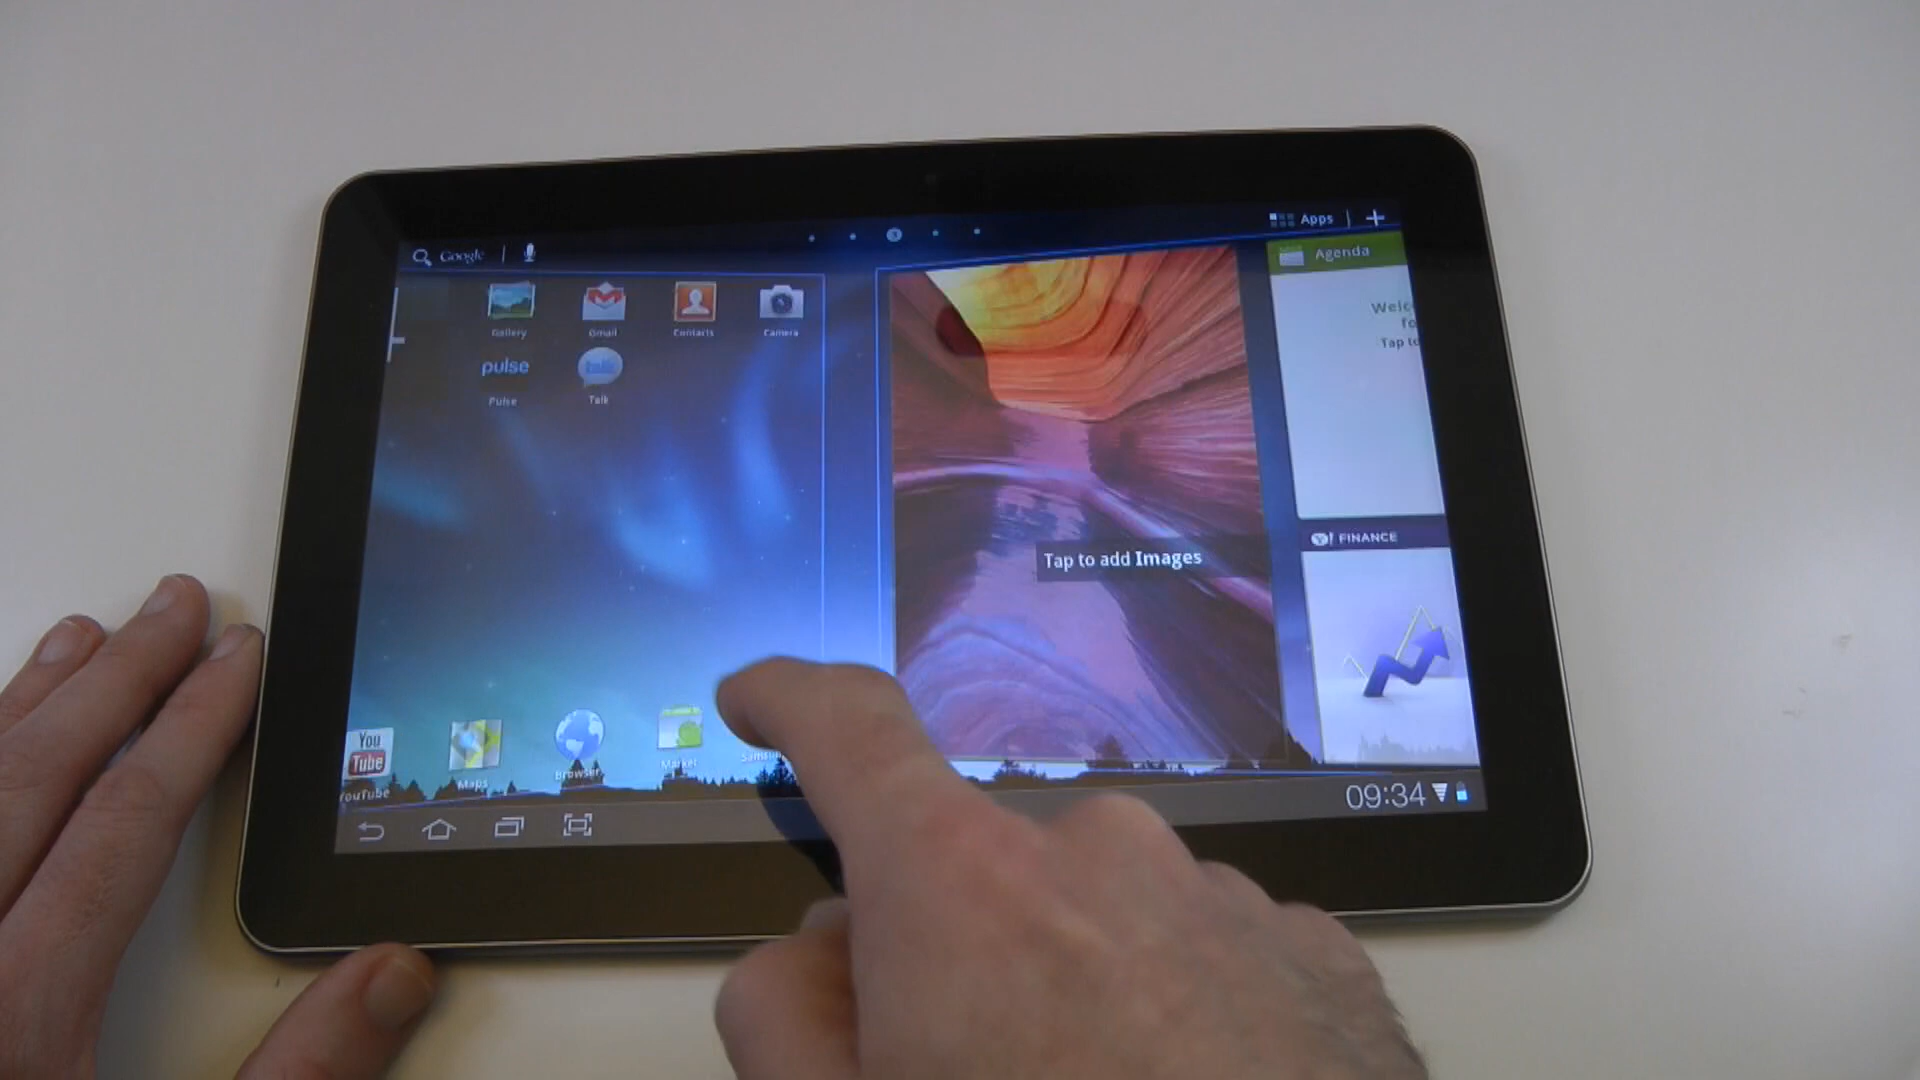 Google
Apps
Gallery
Gmail
Contacts
Camera
pulse
talk
Pulse
Talk
Agenda
Tap to add Images
FINANCE
You
Tube
YouTube
Maps
Browser
Market
09:34